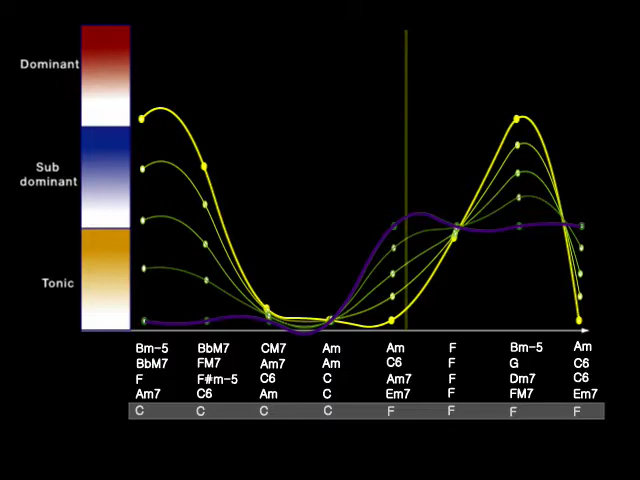 Dominant
Sub
dominant
Tonic
Bm-5 BbM7 CM7 Am Am F Bm-5 Am
BbM7 FM7 Am7 Am C6 F G C6
F F#m-5 C6 C Am7 F Dm7 C6
Am7 C6 Am C Em7 F FM7 Em7
C C C C F F F F